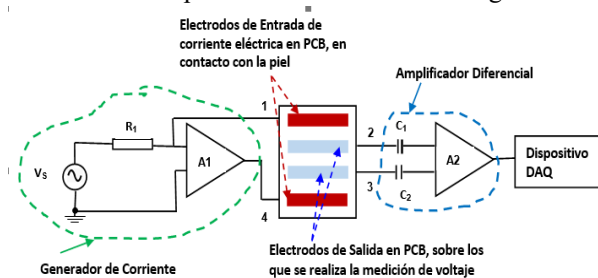 Electrodos de Entrada de
corriente eléctrica en PCB, en
contacto con la piel
Amplificador Diferencial
R1
1
A1
VS
4
2
C1
3
C2
A2
Dispositivo
DAQ
Generador de Corriente
Electrodos de Salida en PCB, sobre los
que se realiza la medición de voltaje